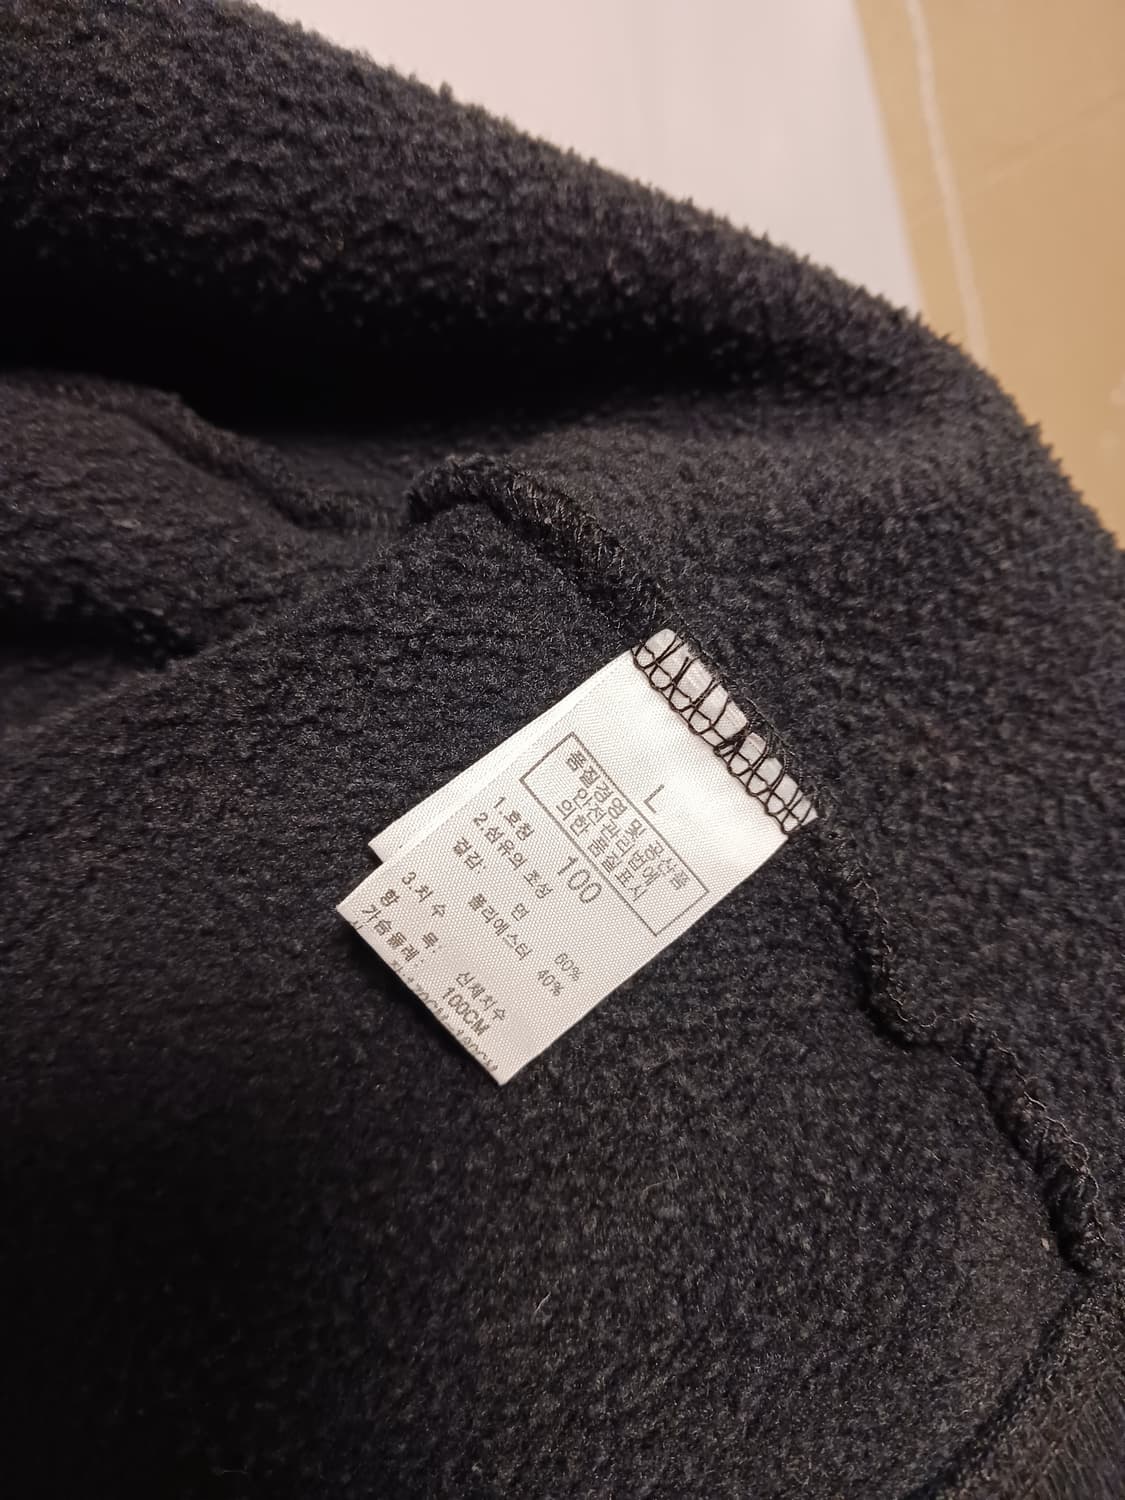 L
품질경영 및 공산품
안전관리법에
의한 품질표시
1.호칭 100
2.섬유의 조성
겉감: 면 60%
폴리에스터 40%
3.치 수
항 목: 신체치수
가슴둘레: 100CM